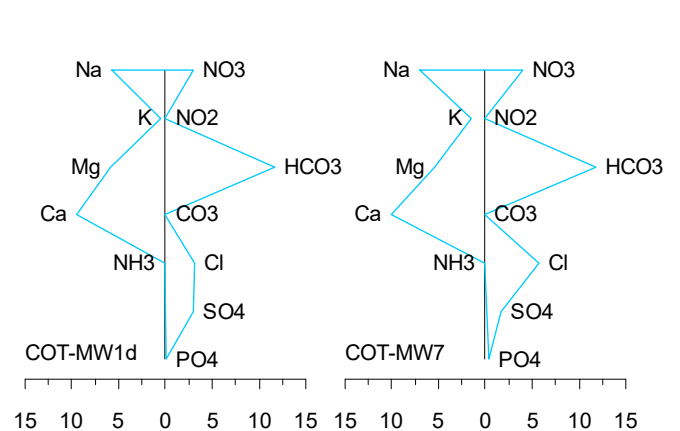 Na NO3 Na NO3
K NO2 K NO2
Mg HCO3 Mg HCO3
Ca CO3 Ca CO3
NH3 Cl NH3 Cl
SO4 SO4
COT-MW1d PO4 COT-MW7 PO4
15 10 5 0 5 10 15 15 10 5 0 5 10 15